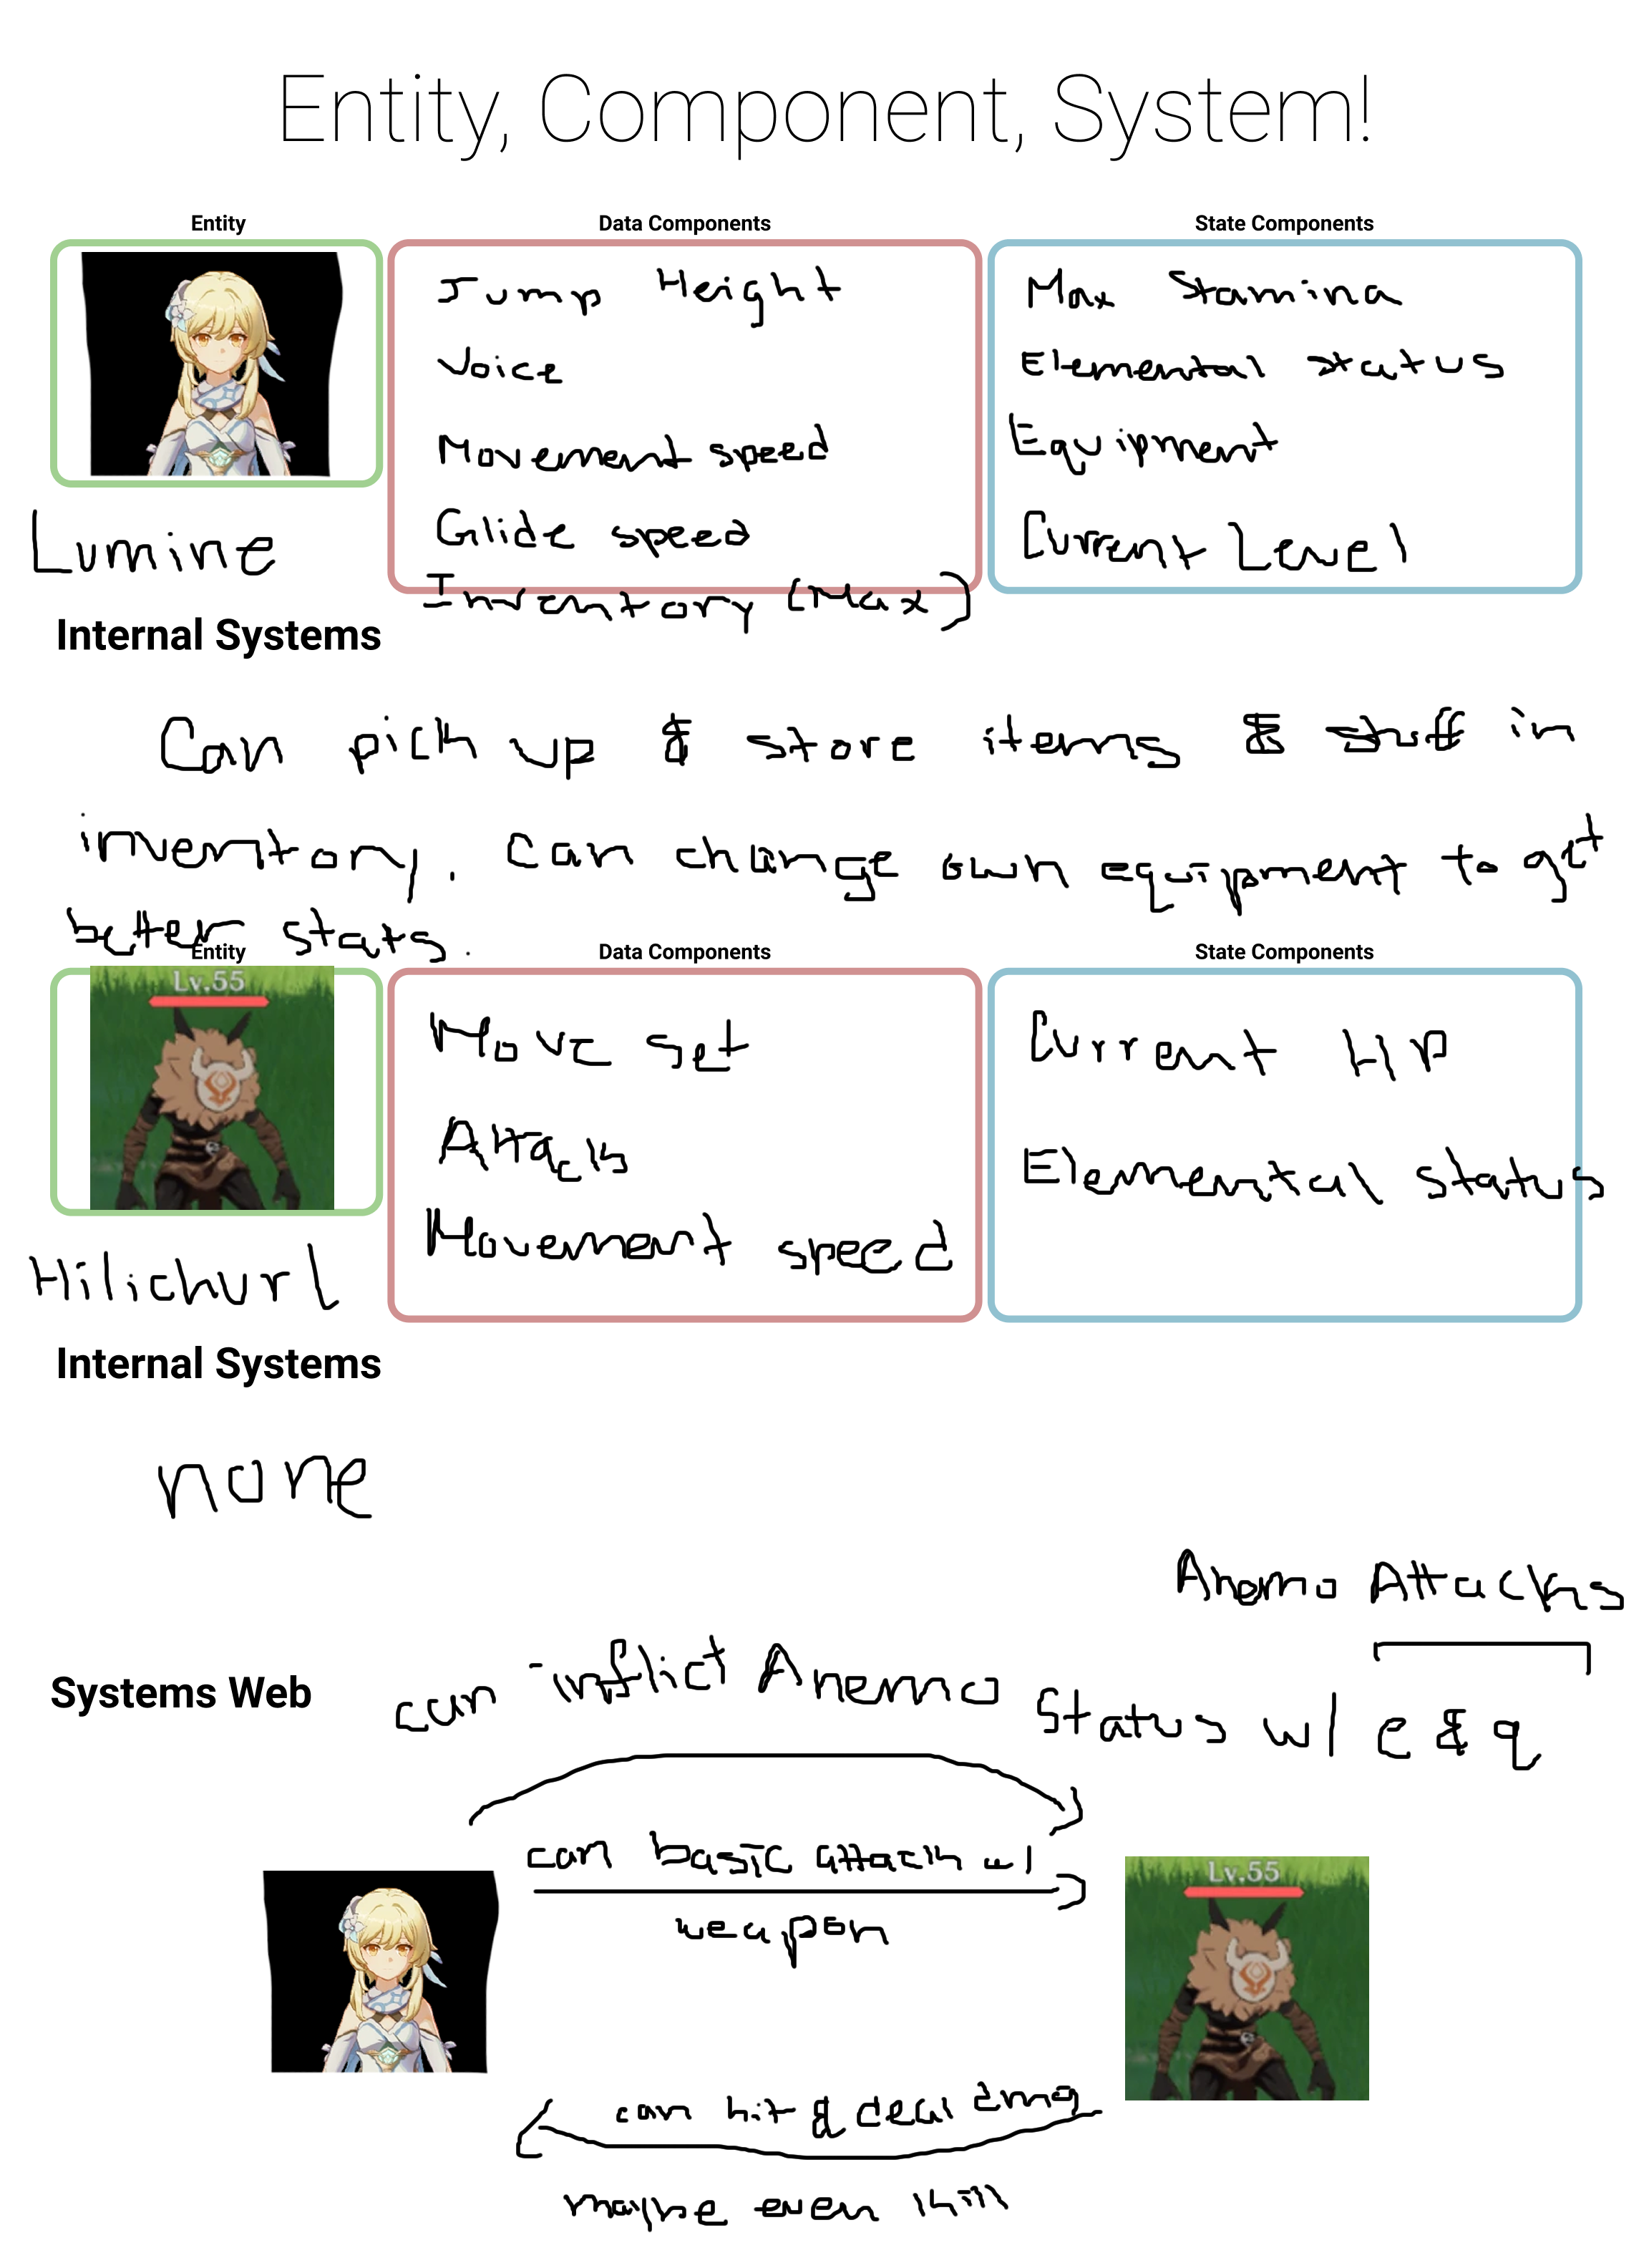 Entity, Component, System!
Entity
Data Components
State Components
Jump Height
Voice
Movement speed
Glide speed
Inventory (Max)
Max Stamina
Elemental status
Equipment
Current Level
Lumine
Internal Systems
Can pick up & store items & stuff in
inventory. Can change own equipment to get
better stats.
Entity
Data Components
State Components
Lv.55
Move set
Attack
Movement speed
Current HP
Elemental status
Hilichurl
Internal Systems
none
Anemo Attacks
Systems Web
can inflict Anemo status w/ e & q
can basic attack w/
weapon
Lv.55
can hit & deal dmg
maybe even kill